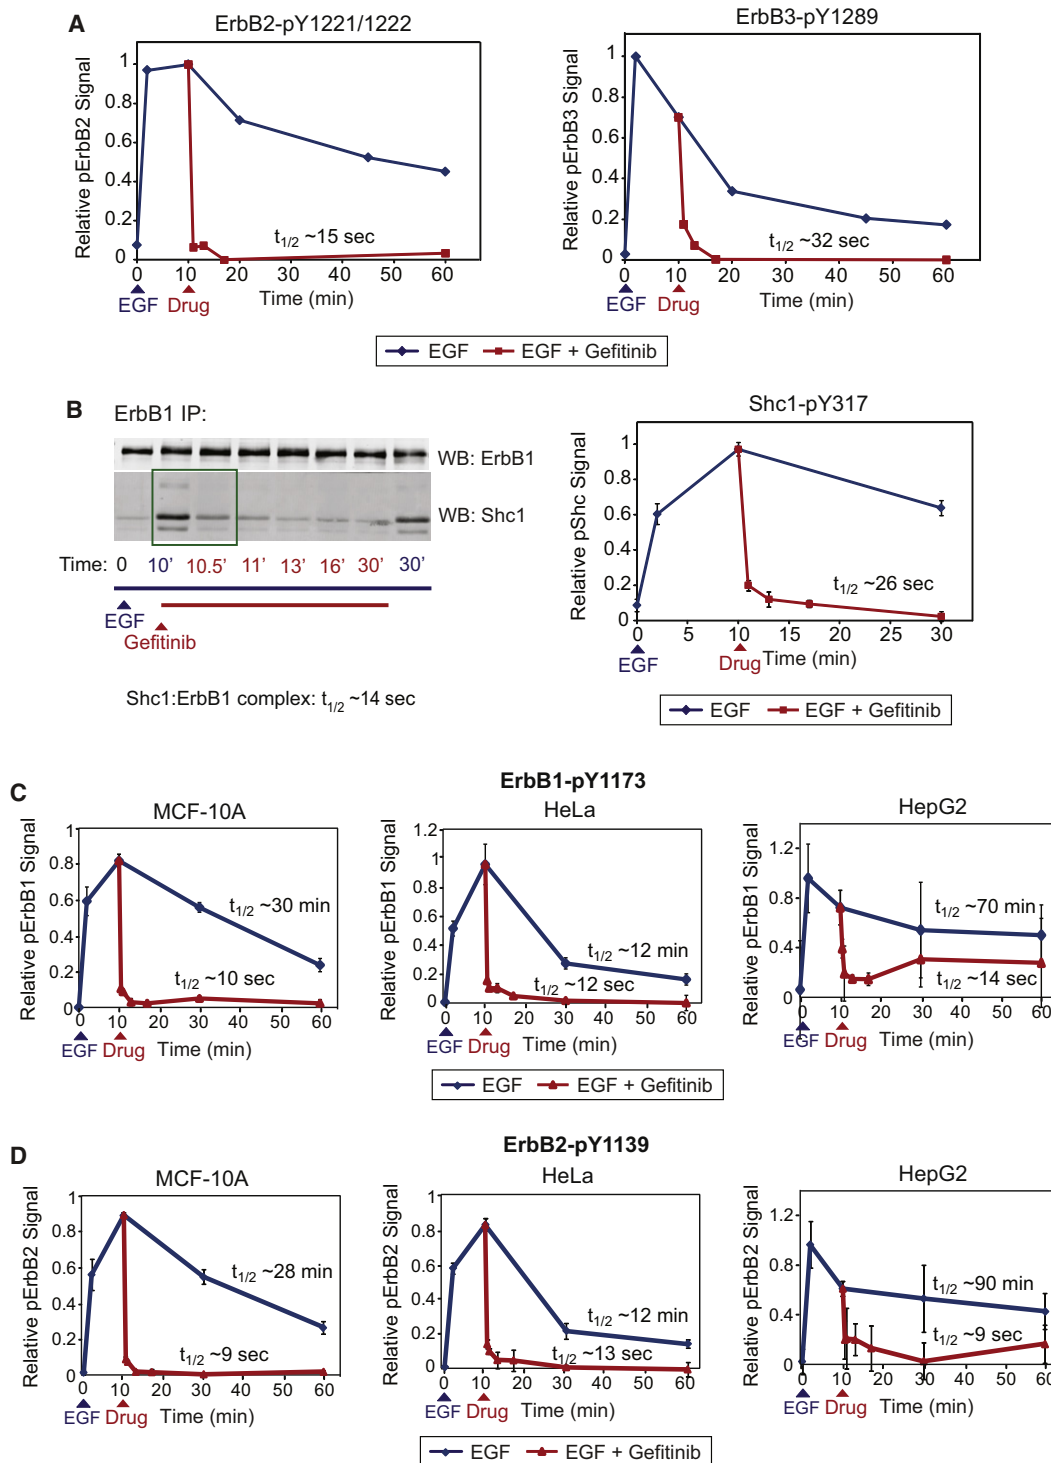 A
ErbB2-pY1221/1222
Relative pErbB2 Signal
1
0.8
0.6
0.4
0.2
0
t1/2 ~15 sec
0 10 20 30 40 50 60
EGF Drug Time (min)
ErbB3-pY1289
Relative pErbB3 Signal
1
0.8
0.6
0.4
0.2
0
t1/2 ~32 sec
0 10 20 30 40 50 60
EGF Drug Time (min)
EGF EGF + Gefitinib
B
ErbB1 IP:
WB: ErbB1
WB: Shc1
Time: 0 10' 10.5' 11' 13' 16' 30' 30'
EGF
Gefitinib
Shc1:ErbB1 complex: t1/2 ~14 sec
Shc1-pY317
Relative pShc Signal
1
0.8
0.6
0.4
0.2
0
t1/2 ~26 sec
0 5 10 15 20 25 30
EGF Drug Time (min)
EGF EGF + Gefitinib
C
ErbB1-pY1173
MCF-10A
Relative pErbB1 Signal
1
0.8
0.6
0.4
0.2
0
t1/2 ~30 min
t1/2 ~10 sec
0 10 20 30 40 50 60
EGF Drug Time (min)
HeLa
Relative pErbB1 Signal
1.2
1
0.8
0.6
0.4
0.2
0
t1/2 ~12 min
t1/2 ~12 sec
0 10 20 30 40 50 60
EGF Drug Time (min)
HepG2
Relative pErbB1 Signal
1.2
0.8
0.4
0
t1/2 ~70 min
t1/2 ~14 sec
0 10 20 30 40 50 60
EGF Drug Time (min)
EGF EGF + Gefitinib
D
ErbB2-pY1139
MCF-10A
Relative pErbB2 Signal
1
0.8
0.6
0.4
0.2
0
t1/2 ~28 min
t1/2 ~9 sec
0 10 20 30 40 50 60
EGF Drug Time (min)
HeLa
Relative pErbB2 Signal
1
0.8
0.6
0.4
0.2
0
t1/2 ~12 min
t1/2 ~13 sec
0 10 20 30 40 50 60
EGF Drug Time (min)
HepG2
Relative pErbB2 Signal
1.2
0.8
0.4
0
t1/2 ~90 min
t1/2 ~9 sec
0 10 20 30 40 50 60
EGF Drug Time (min)
EGF EGF + Gefitinib